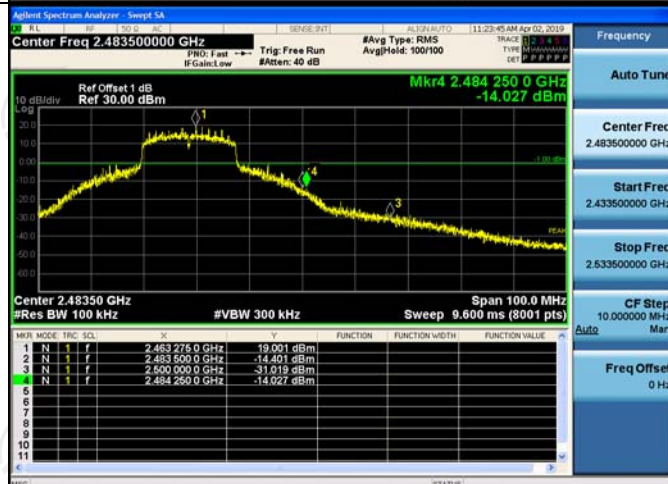 Agilent Spectrum Analyzer - Swept SA
RL RF 50 Ω AC SENSE:INT ALIGNAUTO 11:23:45 AM Apr 02, 2019
Center Freq 2.483500000 GHz
PNO: Fast
IFGain:Low
Trig: Free Run
#Atten: 40 dB
#Avg Type: RMS
Avg|Hold: 100/100
TRACE 1 2 3 4 5 6
TYPE M
DET P P P P P P
Ref Offset 1 dB
Ref 30.00 dBm
10 dB/div
Log
Mkr4 2.484 250 0 GHz
-14.027 dBm
20.0
10.0
0.00
-10.0
-20.0
-30.0
-40.0
-50.0
-60.0
1
4
3
-1.00 dBm
PEAK
Center 2.48350 GHz
Span 100.0 MHz
#Res BW 100 kHz
#VBW 300 kHz
Sweep 9.600 ms (8001 pts)
MKR MODE TRC SCL X Y FUNCTION FUNCTION WIDTH FUNCTION VALUE
1 N 1 f 2.463 275 0 GHz 19.001 dBm
2 N 1 f 2.483 500 0 GHz -14.401 dBm
3 N 1 f 2.500 000 0 GHz -31.019 dBm
4 N 1 f 2.484 250 0 GHz -14.027 dBm
5
6
7
8
9
10
11
MSG STATUS
Frequency
Auto Tune
Center Freq
2.483500000 GHz
Start Freq
2.433500000 GHz
Stop Freq
2.533500000 GHz
CF Step
10.000000 MHz
Auto Man
Freq Offset
0 Hz